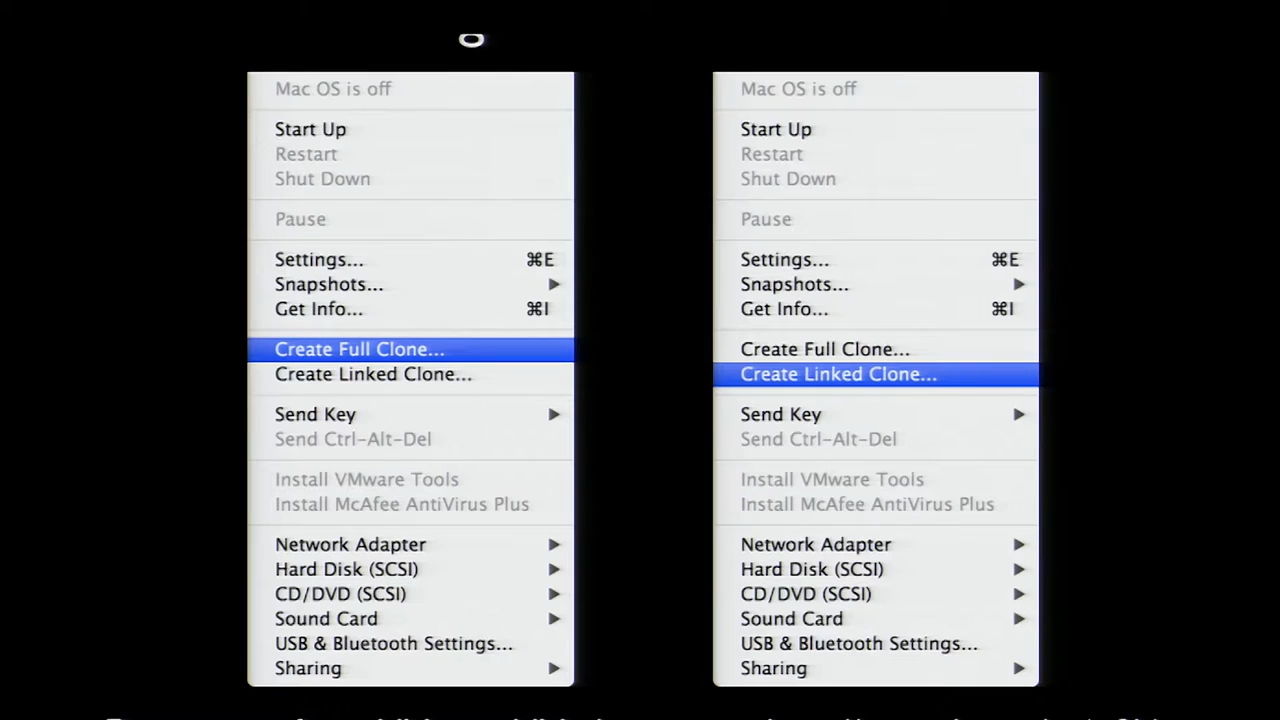 Mac OS is off
Start Up
Restart
Shut Down
Pause
Settings... ⌘E
Snapshots... ▶
Get Info... ⌘I
Create Full Clone...
Create Linked Clone...
Send Key ▶
Send Ctrl-Alt-Del
Install VMware Tools
Install McAfee AntiVirus Plus
Network Adapter ▶
Hard Disk (SCSI) ▶
CD/DVD (SCSI) ▶
Sound Card ▶
USB & Bluetooth Settings...
Sharing ▶
Mac OS is off
Start Up
Restart
Shut Down
Pause
Settings... ⌘E
Snapshots... ▶
Get Info... ⌘I
Create Full Clone...
Create Linked Clone...
Send Key ▶
Send Ctrl-Alt-Del
Install VMware Tools
Install McAfee AntiVirus Plus
Network Adapter ▶
Hard Disk (SCSI) ▶
CD/DVD (SCSI) ▶
Sound Card ▶
USB & Bluetooth Settings...
Sharing ▶